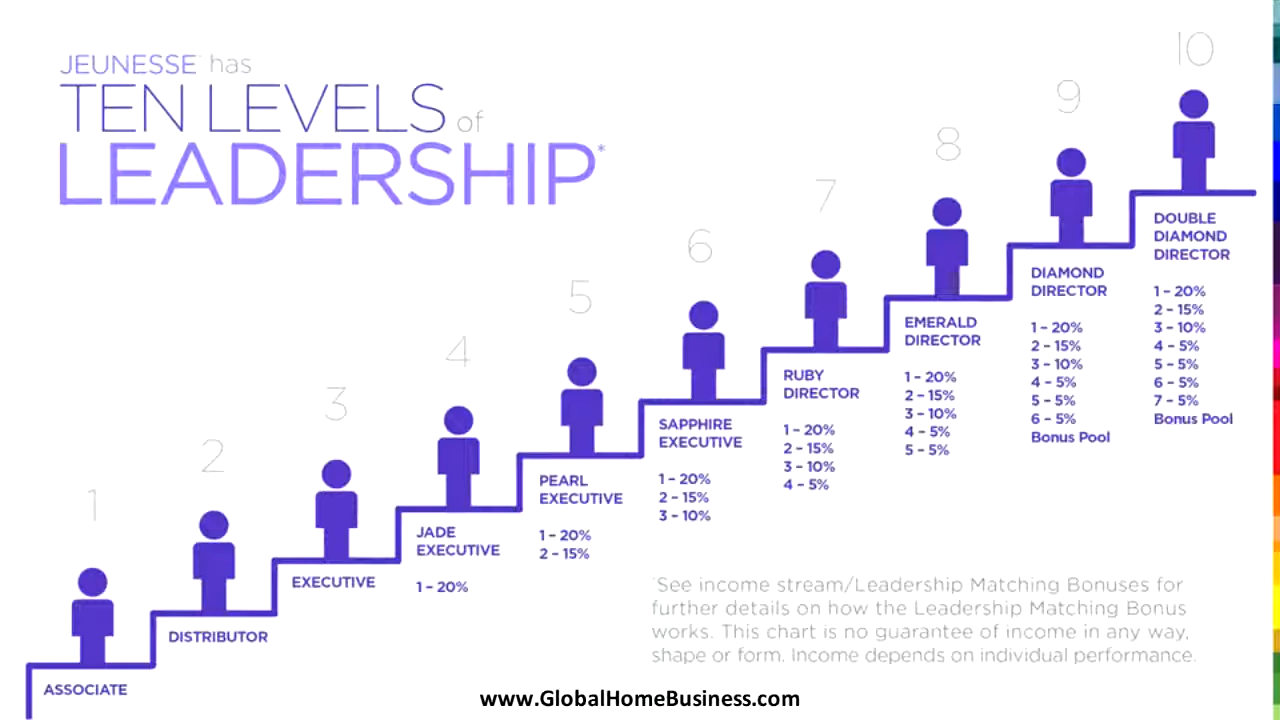 JEUNESSE™ has
TEN LEVELS of
LEADERSHIP*
1
ASSOCIATE
2
DISTRIBUTOR
3
EXECUTIVE
4
JADE
EXECUTIVE
1 – 20%
5
PEARL
EXECUTIVE
1 – 20%
2 – 15%
6
SAPPHIRE
EXECUTIVE
1 – 20%
2 – 15%
3 – 10%
7
RUBY
DIRECTOR
1 – 20%
2 – 15%
3 – 10%
4 – 5%
8
EMERALD
DIRECTOR
1 – 20%
2 – 15%
3 – 10%
4 – 5%
5 – 5%
9
DIAMOND
DIRECTOR
1 – 20%
2 – 15%
3 – 10%
4 – 5%
5 – 5%
6 – 5%
Bonus Pool
10
DOUBLE
DIAMOND
DIRECTOR
1 – 20%
2 – 15%
3 – 10%
4 – 5%
5 – 5%
6 – 5%
7 – 5%
Bonus Pool
*See income stream/Leadership Matching Bonuses for
further details on how the Leadership Matching Bonus
works. This chart is no guarantee of income in any way,
shape or form. Income depends on individual performance.
www.GlobalHomeBusiness.com